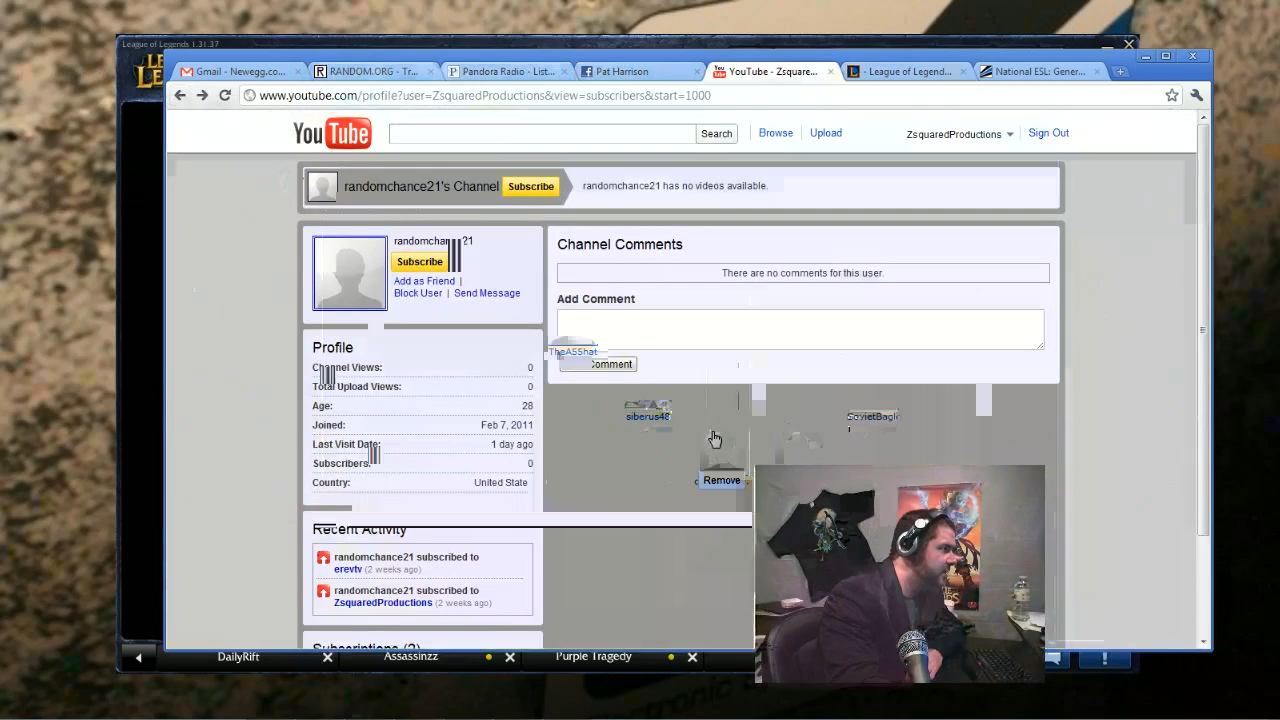 League of Legends 1.31.37
Gmail - Newegg.co...
RANDOM.ORG - Tr...
Pandora Radio - List...
Pat Harrison
YouTube - Zsquare...
- League of Legend...
National ESL: Gener...
www.youtube.com/profile?user=ZsquaredProductions&view=subscribers&start=1000
YouTube
Search
Browse
Upload
ZsquaredProductions
Sign Out
randomchance21's Channel
Subscribe
randomchance21 has no videos available.
Subscribe
Add as Friend |
Block User | Send Message
Channel Comments
There are no comments for this user.
Add Comment
TheA55hat
Comment
Profile
Channel Views: 0
Total Upload Views: 0
Age: 28
Joined: Feb 7, 2011
Last Visit Date: 1 day ago
Subscribers: 0
Country: United State
siberus48
Remove
Recent Activity
randomchance21 subscribed to
erevtv (2 weeks ago)
randomchance21 subscribed to
ZsquaredProductions (2 weeks ago)
DailyRift
Assassinzz
Purple Tragedy